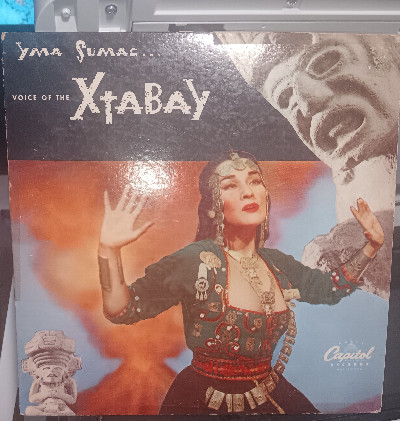 Yma Sumac...
VOICE OF THE XTABAY
Capitol
RECORDS